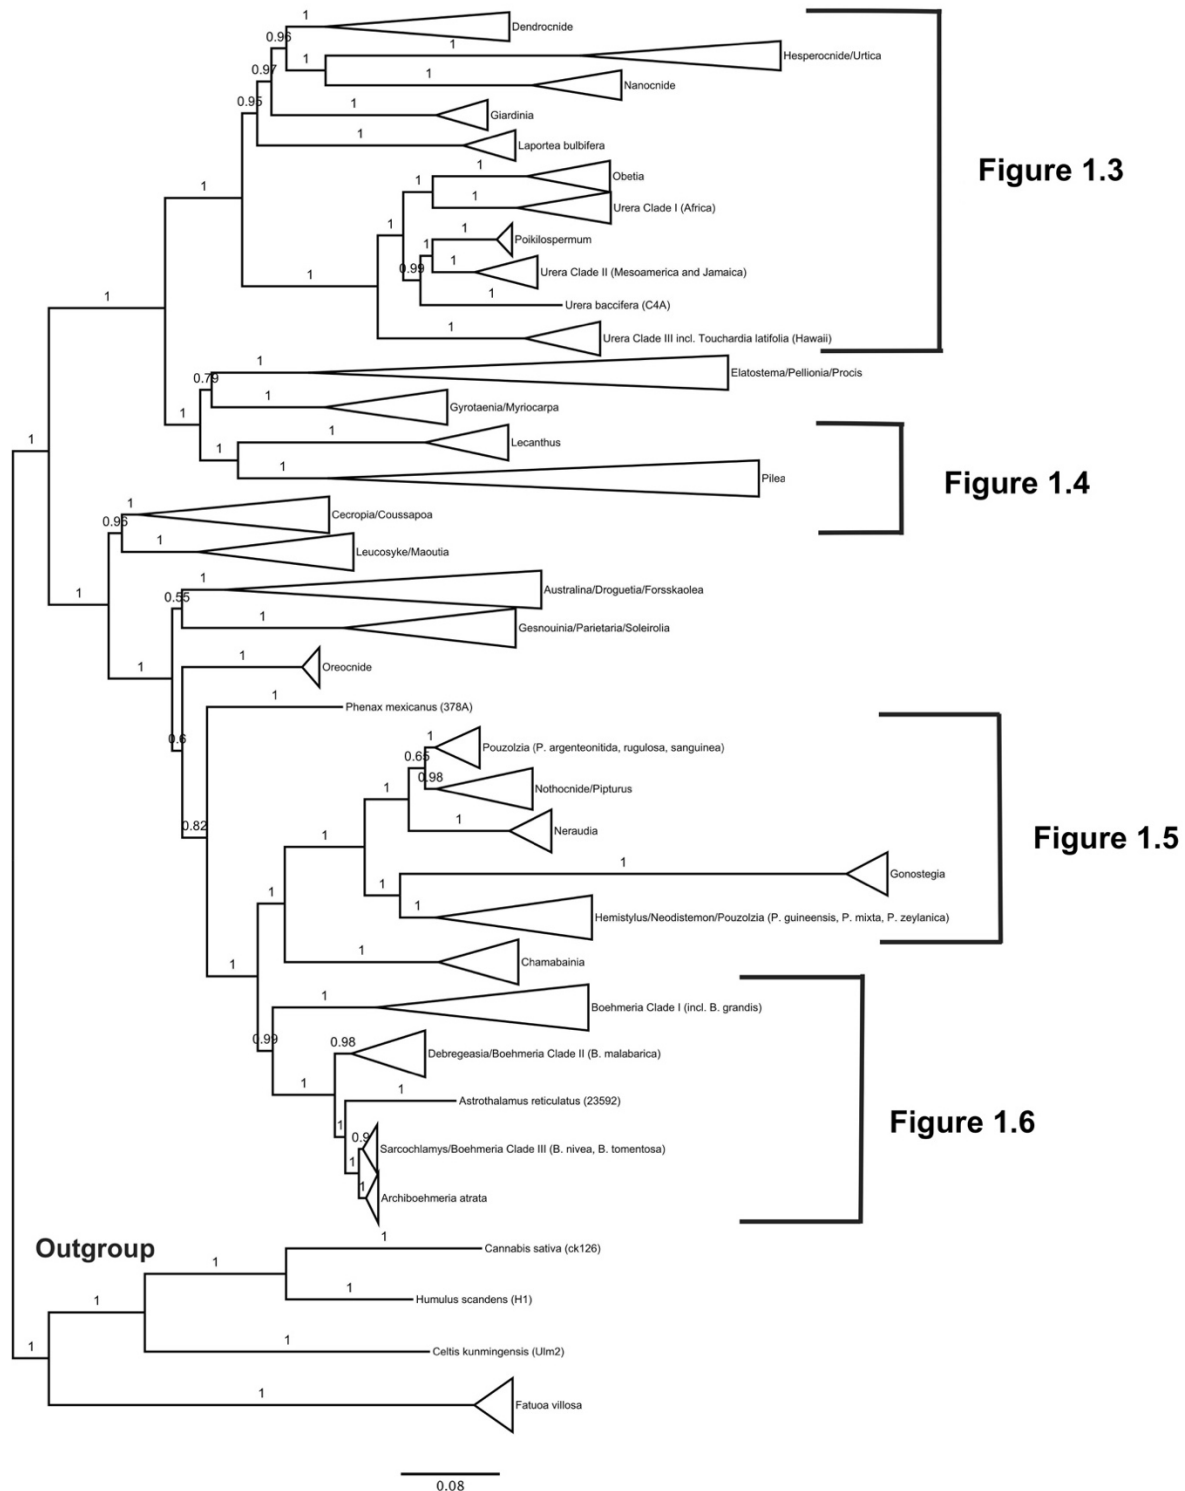 1
Dendrocnide
0.96
1
Hesperocnide/Urtica
1
0.97
1
Nanocnide
0.95
1
Giardinia
1
Laportea bulbifera
1
1
Obetia
1
1
1
Urera Clade I (Africa)
1
1
Poikilospermum
1
0.99
1
Urera Clade II (Mesoamerica and Jamaica)
1
1
Urera baccifera (C4A)
1
Urera Clade III incl. Touchardia latifolia (Hawaii)
Figure 1.3
1
1
Elatostema/Pellionia/Procis
0.79
1
Gyrotaenia/Myriocarpa
1
1
Lecanthus
1
1
Pilea
Figure 1.4
1
1
Cecropia/Coussapoa
0.96
1
Leucosyke/Maoutia
1
1
Australina/Droguetia/Forsskaolea
0.55
1
Gesnouinia/Parietaria/Soleirolia
1
1
Oreocnide
1
Phenax mexicanus (378A)
0.6
1
Pouzolzia (P. argenteonitida, rugulosa, sanguinea)
0.65
0.98
Nothocnide/Pipturus
1
1
Neraudia
0.82
1
1
Gonostegia
1
1
Hemistylus/Neodistemon/Pouzolzia (P. guineensis, P. mixta, P. zeylanica)
1
1
Chamabainia
Figure 1.5
1
1
Boehmeria Clade I (incl. B. grandis)
0.99
0.98
Debregeasia/Boehmeria Clade II (B. malabarica)
1
1
Astrothalamus reticulatus (23592)
1
0.9
Sarcochlamys/Boehmeria Clade III (B. nivea, B. tomentosa)
1
1
Archiboehmeria atrata
Figure 1.6
Outgroup
1
Cannabis sativa (ck126)
1
1
Humulus scandens (H1)
1
1
Celtis kunmingensis (Ulm2)
1
1
Fatuoa villosa
0.08